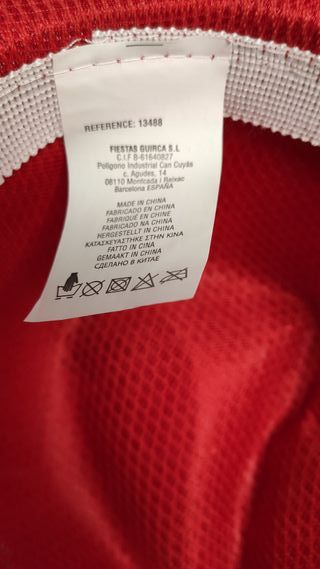 REFERENCE: 13488
FIESTAS GUIRCA S.L
C.I.F B-61640827
Polígono Industrial Can Cuyás
c. Agudes, 14
08110 Montcada i Reixac
Barcelona ESPAÑA
MADE IN CHINA
FABRICADO EN CHINA
FABRIQUÉ EN CHINE
FABRICADO NA CHINA
HERGESTELLT IN CHINA
ΚΑΤΑΣΚΕΥΑΣΤΗΚΕ ΣΤΗΝ ΚΙΝΑ
FATTO IN CINA
GEMAAKT IN CHINA
СДЕЛАНО В КИТАЕ